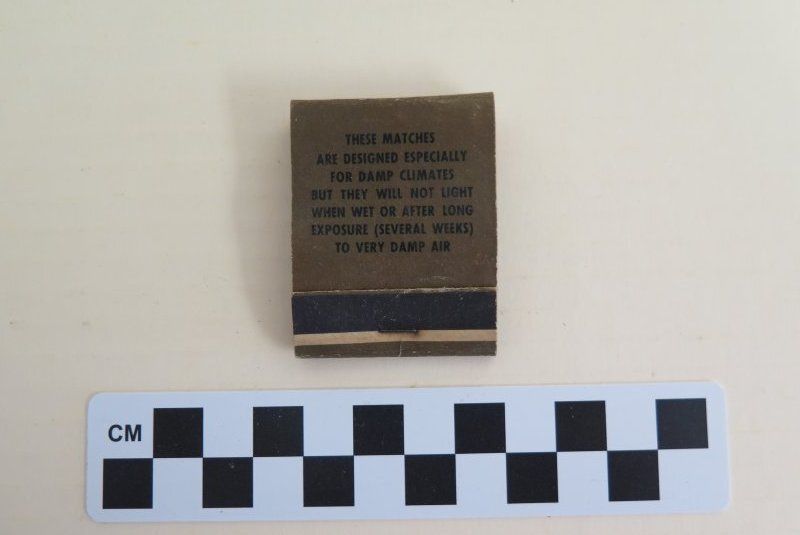 THESE MATCHES
ARE DESIGNED ESPECIALLY
FOR DAMP CLIMATES
BUT THEY WILL NOT LIGHT
WHEN WET OR AFTER LONG
EXPOSURE (SEVERAL WEEKS)
TO VERY DAMP AIR
CM